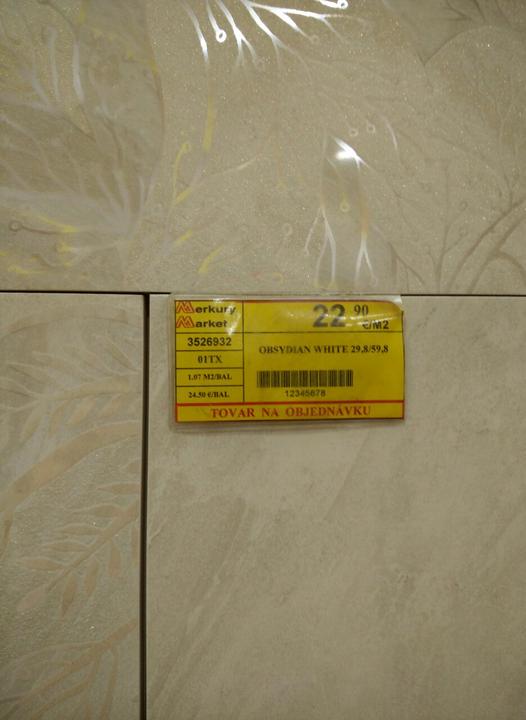 Merkury
Market
22 90
€/M2
3526932
01TX
OBSYDIAN WHITE 29,8/59,8
1.07 M2/BAL
24.50 €/BAL
12345678
TOVAR NA OBJEDNÁVKU